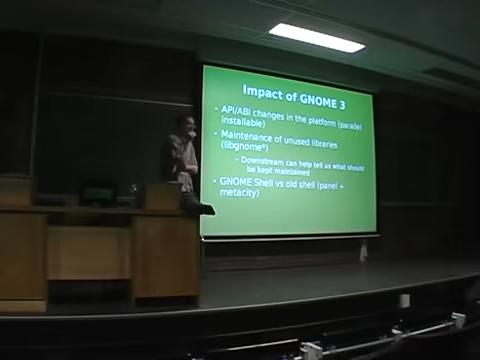 Impact of GNOME 3
• API/ABI changes in the platform (parallel
installable)
• Maintenance of unused libraries
(libgnome*)
• Downstream can help tell us what should
be kept maintained
• GNOME Shell vs old shell (panel +
metacity)